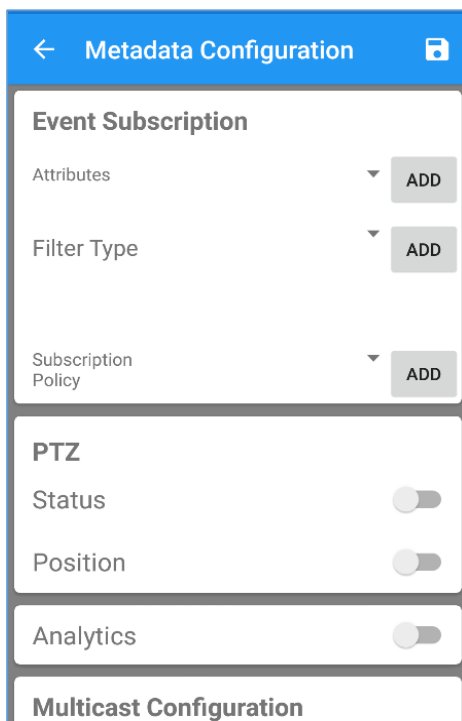 Metadata Configuration
Event Subscription
Attributes
ADD
Filter Type
ADD
Subscription
Policy
ADD
PTZ
Status
Position
Analytics
Multicast Configuration